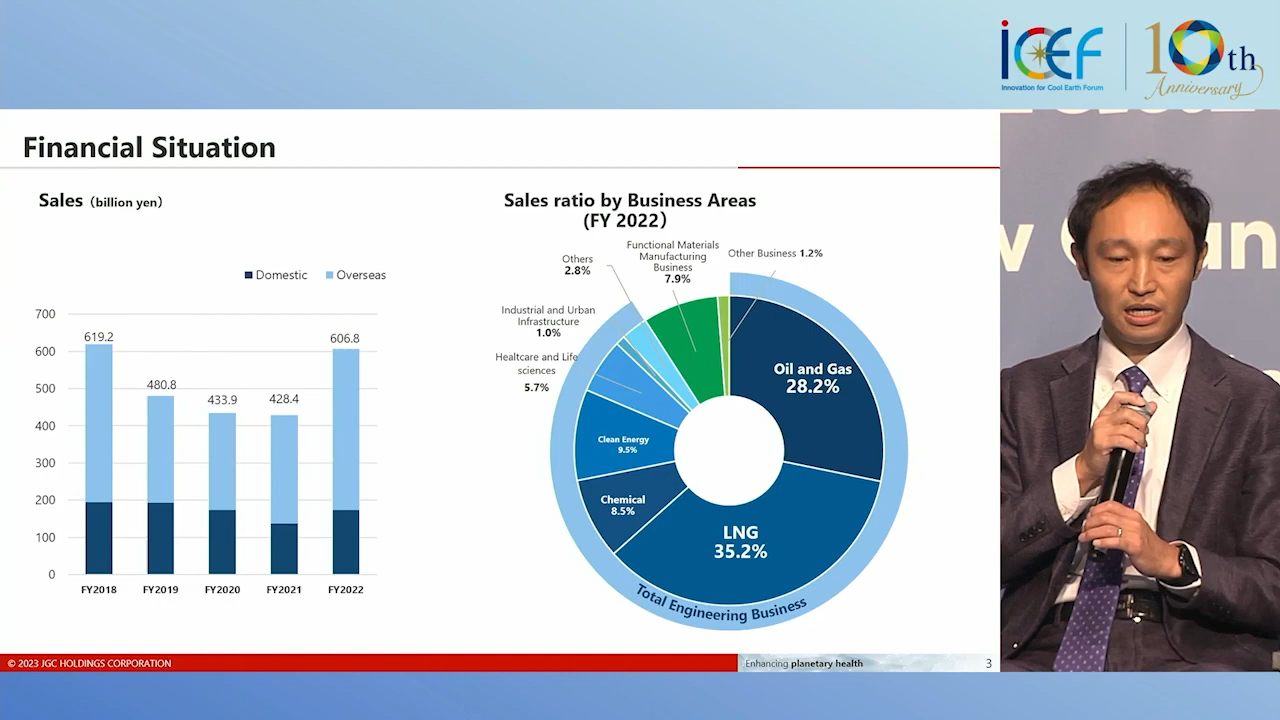 iCEF
Innovation for Cool Earth Forum
10th
Anniversary
Financial Situation
Sales（billion yen）
Domestic
Overseas
700
600
500
400
300
200
100
0
619.2
480.8
433.9
428.4
606.8
FY2018
FY2019
FY2020
FY2021
FY2022
Sales ratio by Business Areas
(FY 2022）
Others
2.8%
Functional Materials
Manufacturing
Business
7.9%
Other Business 1.2%
Industrial and Urban
Infrastructure
1.0%
Healtcare and Life
sciences
5.7%
Oil and Gas
28.2%
Clean Energy
9.5%
Chemical
8.5%
LNG
35.2%
Total Engineering Business
© 2023 JGC HOLDINGS CORPORATION
Enhancing planetary health
3